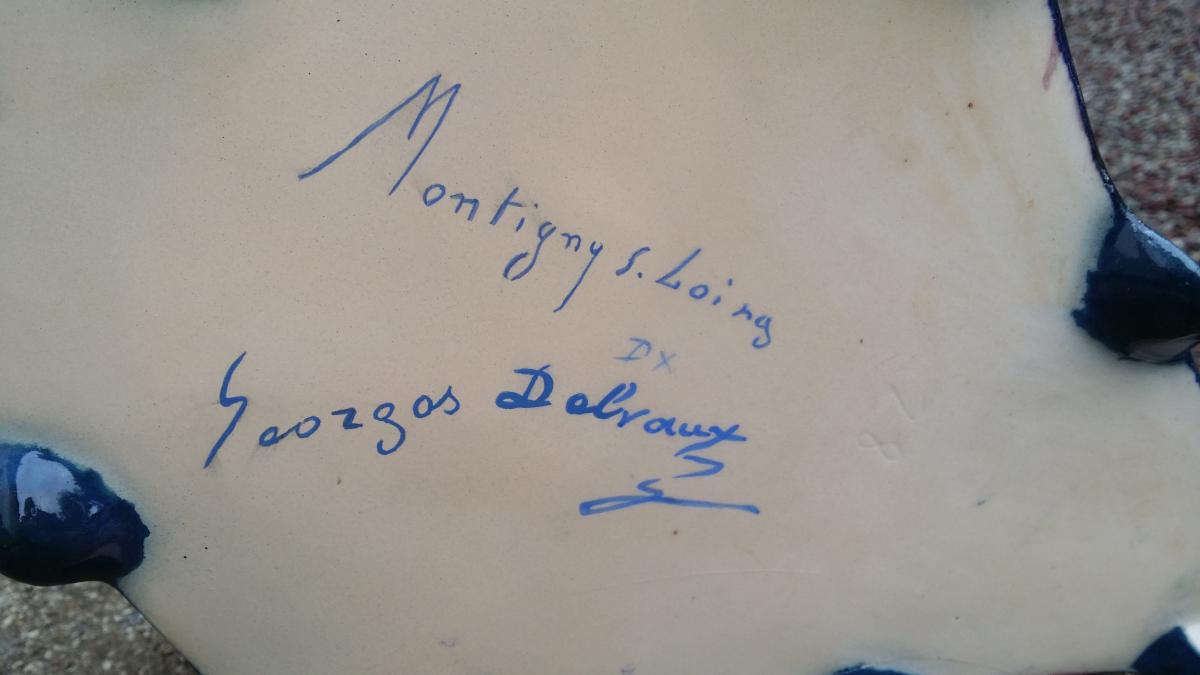 Montigny s. Loing
DX
Georges Delvaux